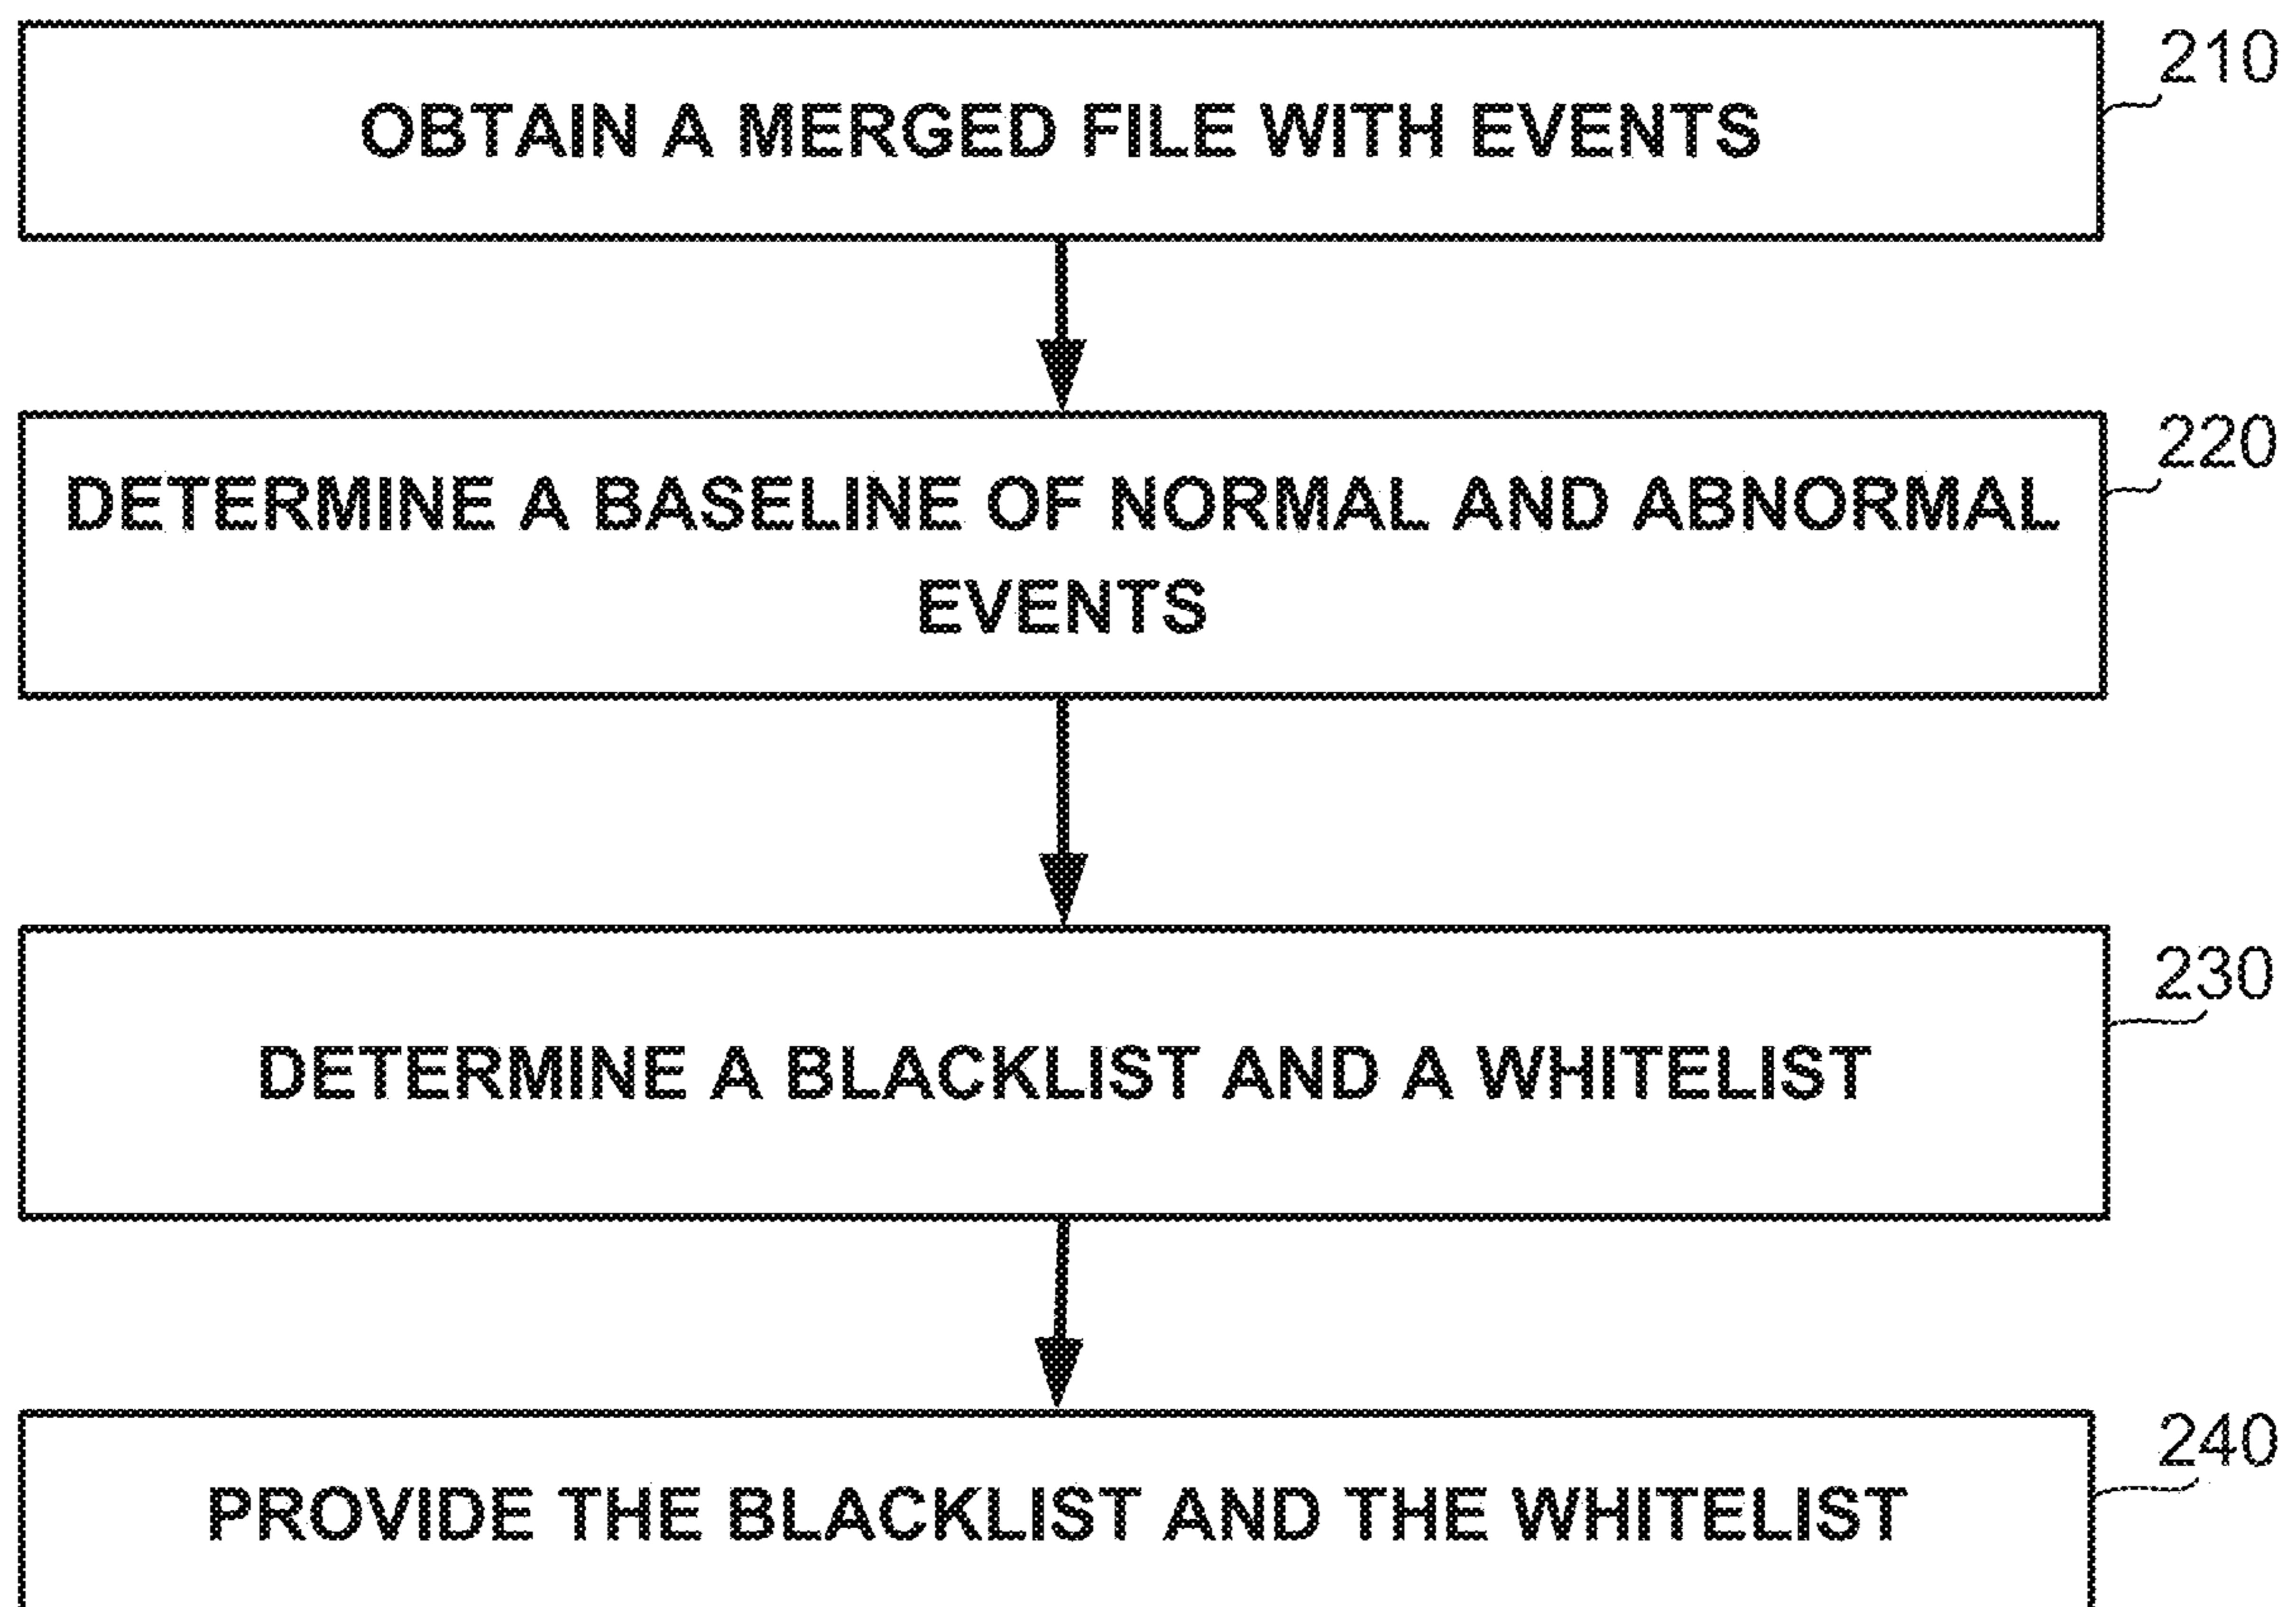 210
OBTAIN A MERGED FILE WITH EVENTS
220
DETERMINE A BASELINE OF NORMAL AND ABNORMAL
EVENTS
230
DETERMINE A BLACKLIST AND A WHITELIST
240
PROVIDE THE BLACKLIST AND THE WHITELIST